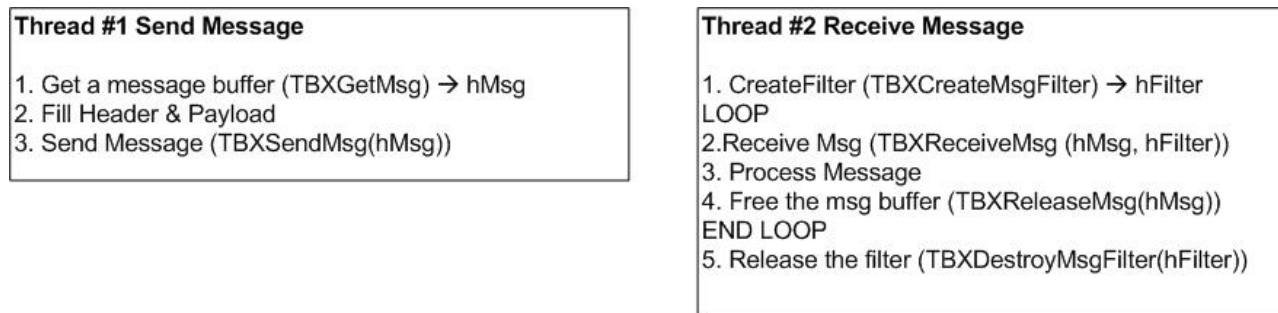 Thread #1 Send Message
1. Get a message buffer (TBXGetMsg) → hMsg
2. Fill Header & Payload
3. Send Message (TBXSendMsg(hMsg))
Thread #2 Receive Message
1. CreateFilter (TBXCreateMsgFilter) → hFilter
LOOP
2.Receive Msg (TBXReceiveMsg (hMsg, hFilter))
3. Process Message
4. Free the msg buffer (TBXReleaseMsg(hMsg))
END LOOP
5. Release the filter (TBXDestroyMsgFilter(hFilter))